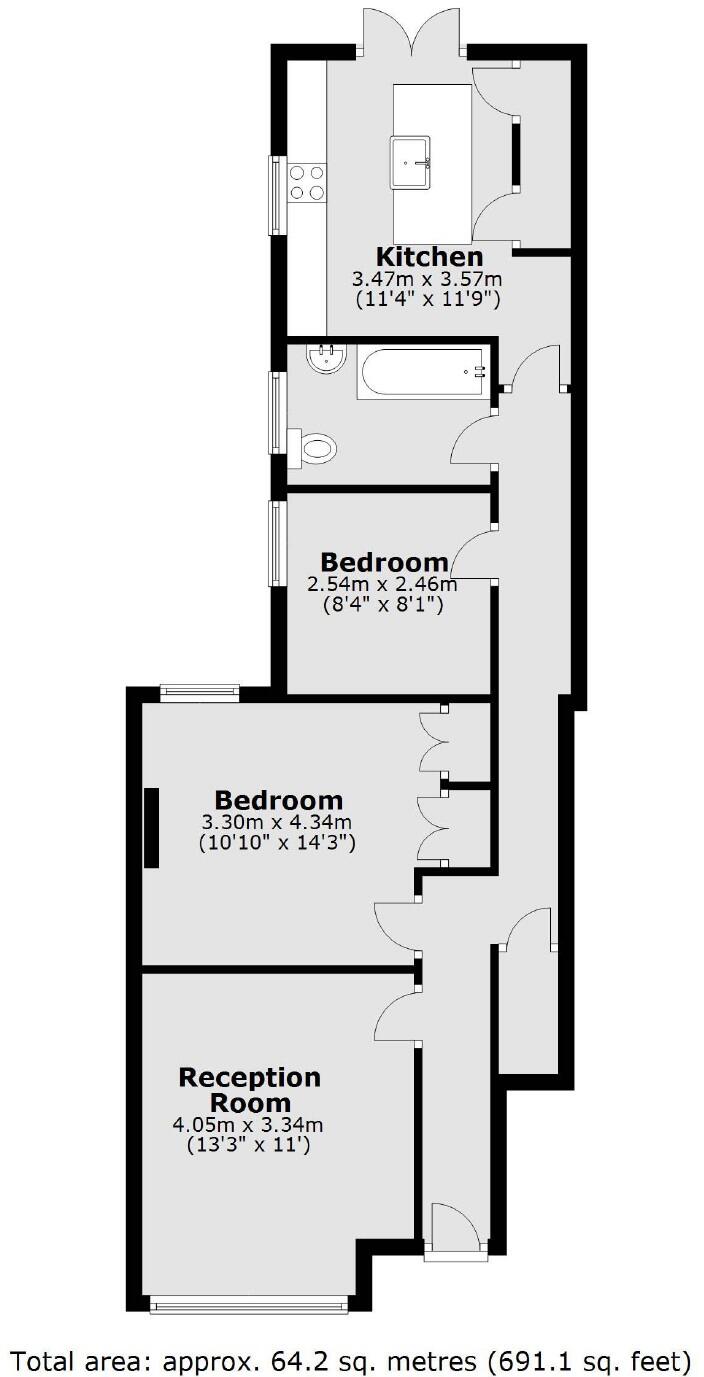 Kitchen
3.47m x 3.57m
(11'4" x 11'9")
Bedroom
2.54m x 2.46m
(8'4" x 8'1")
Bedroom
3.30m x 4.34m
(10'10" x 14'3")
Reception
Room
4.05m x 3.34m
(13'3" x 11')
Total area: approx. 64.2 sq. metres (691.1 sq. feet)